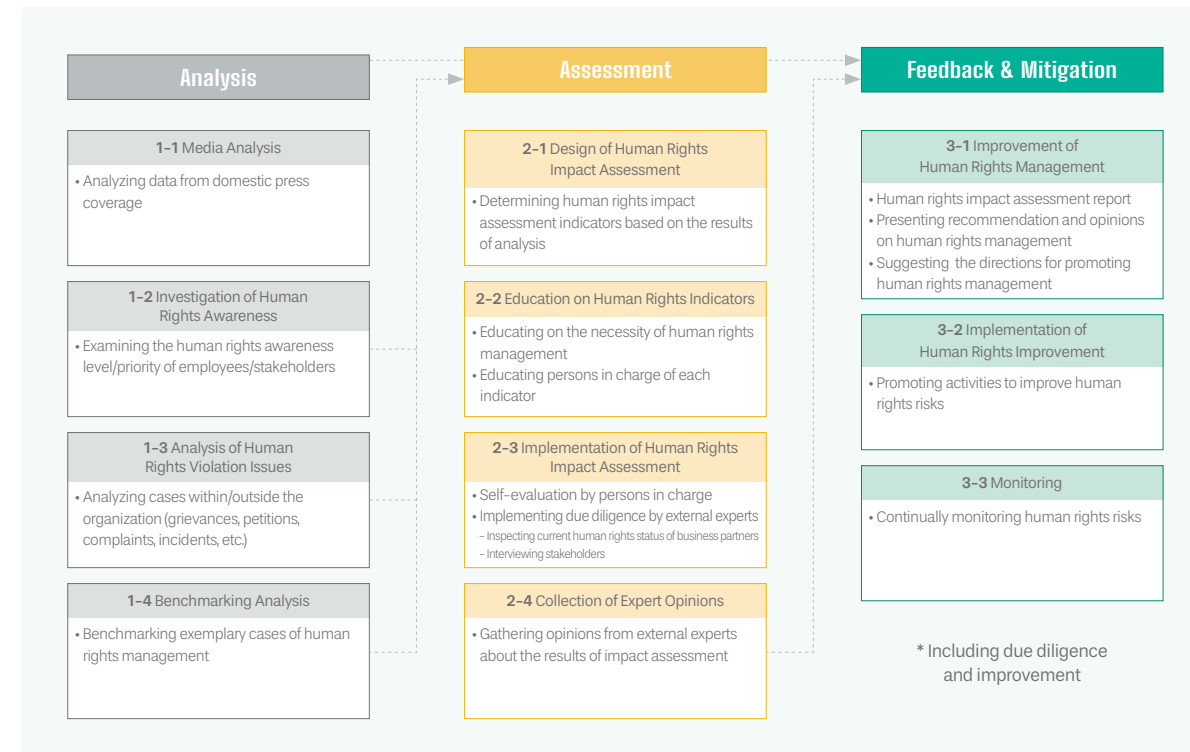 Analysis
1-1 Media Analysis
• Analyzing data from domestic press
coverage
1-2 Investigation of Human
Rights Awareness
• Examining the human rights awareness
level/priority of employees/stakeholders
1-3 Analysis of Human
Rights Violation Issues
• Analyzing cases within/outside the
organization (grievances, petitions,
complaints, incidents, etc.)
1-4 Benchmarking Analysis
• Benchmarking exemplary cases of human
rights management
Assessment
2-1 Design of Human Rights
Impact Assessment
• Determining human rights impact
assessment indicators based on the results
of analysis
2-2 Education on Human Rights Indicators
• Educating on the necessity of human rights
management
• Educating persons in charge of each
indicator
2-3 Implementation of Human Rights
Impact Assessment
• Self-evaluation by persons in charge
• Implementing due diligence by external experts
- Inspecting current human rights status of business partners
- Interviewing stakeholders
2-4 Collection of Expert Opinions
• Gathering opinions from external experts
about the results of impact assessment
Feedback & Mitigation
3-1 Improvement of
Human Rights Management
• Human rights impact assessment report
• Presenting recommendation and opinions
on human rights management
• Suggesting the directions for promoting
human rights management
3-2 Implementation of
Human Rights Improvement
• Promoting activities to improve human
rights risks
3-3 Monitoring
• Continually monitoring human rights risks
* Including due diligence
and improvement